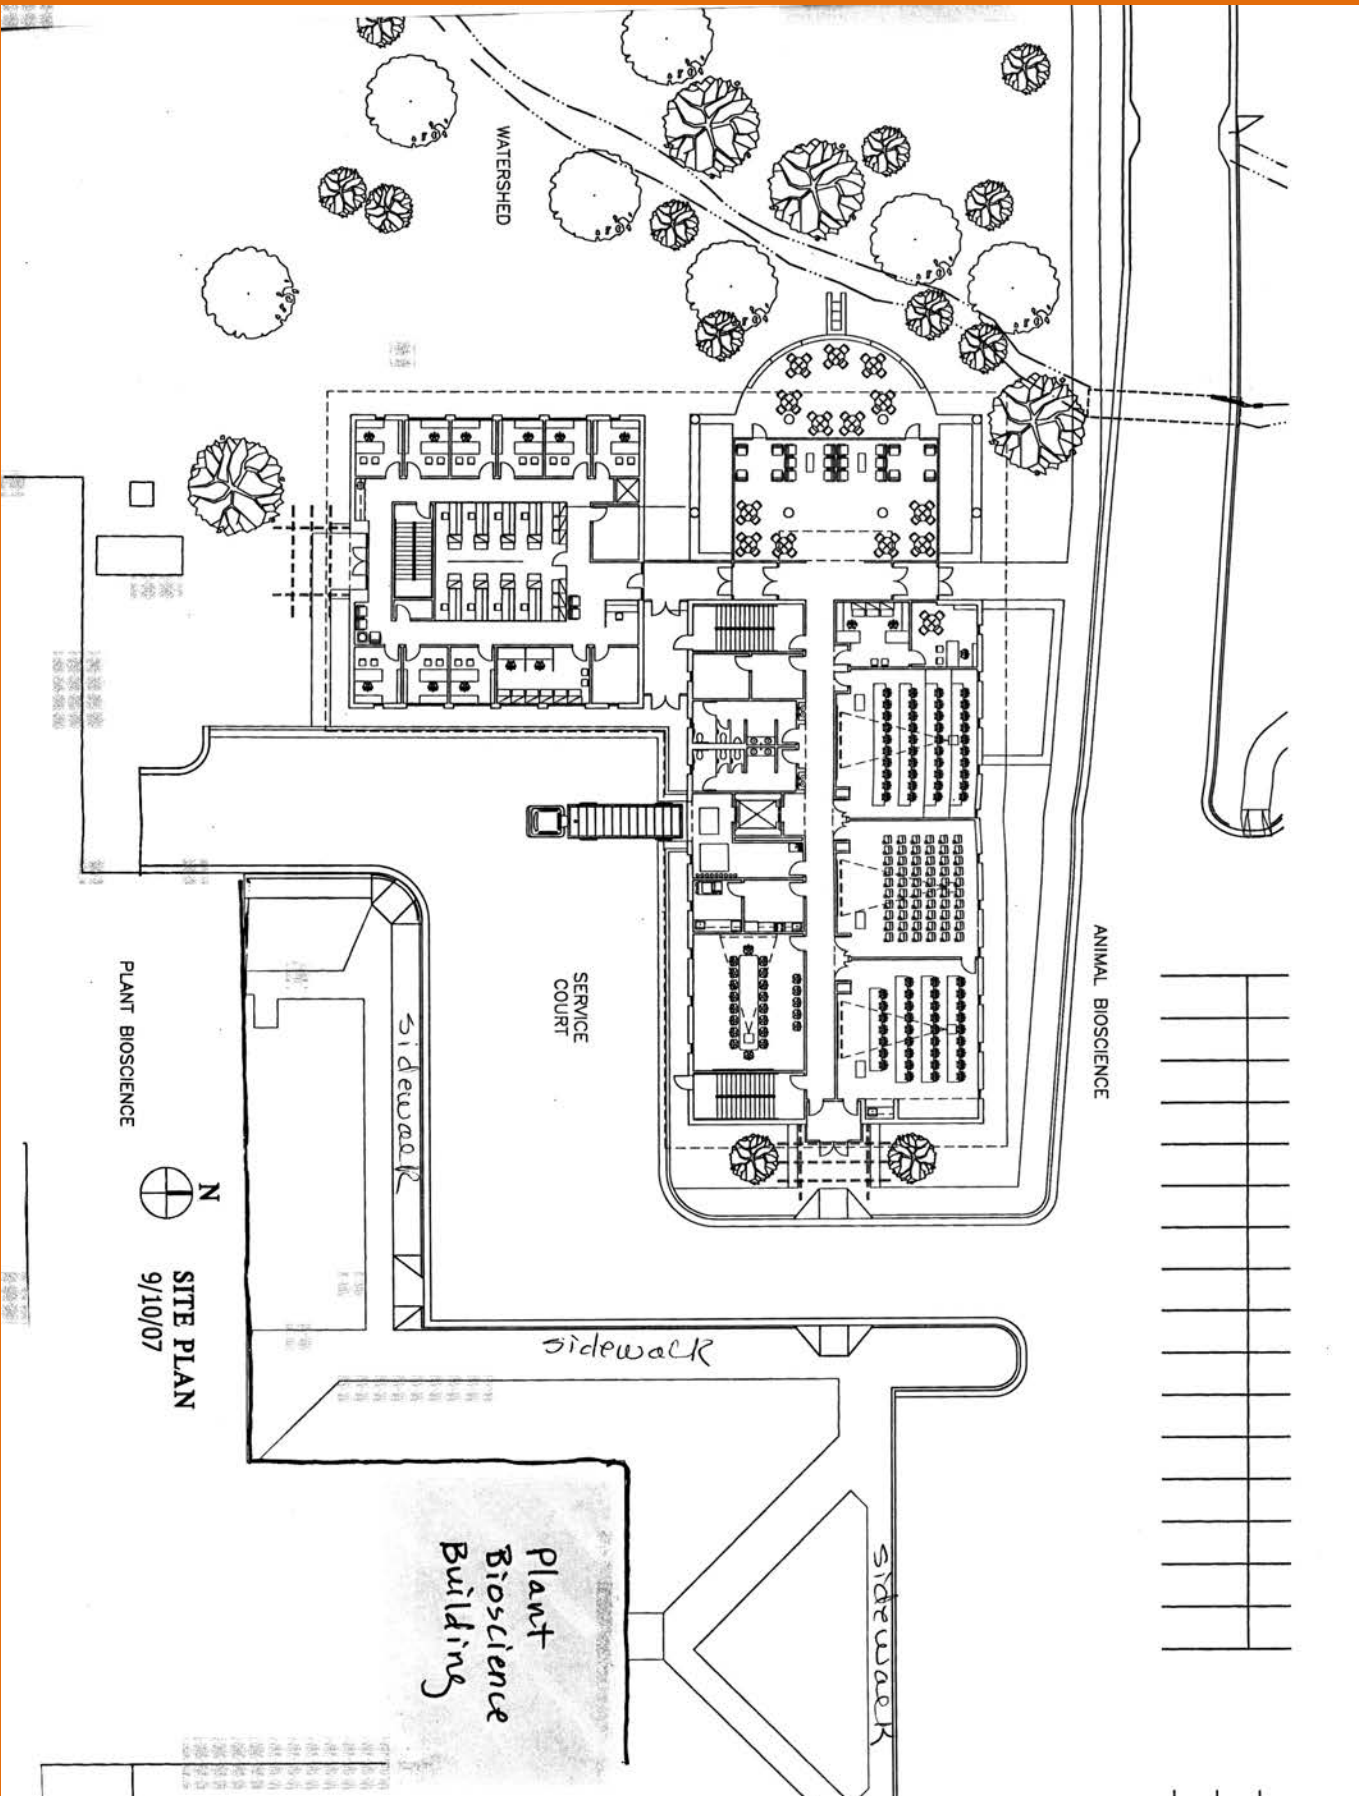 WATERSHED
ANIMAL BIOSCIENCE
SERVICE
COURT
PLANT BIOSCIENCE
sidewalk
N
SITE PLAN
9/10/07
sidewalk
sidewalk
Plant
Bioscience
Building